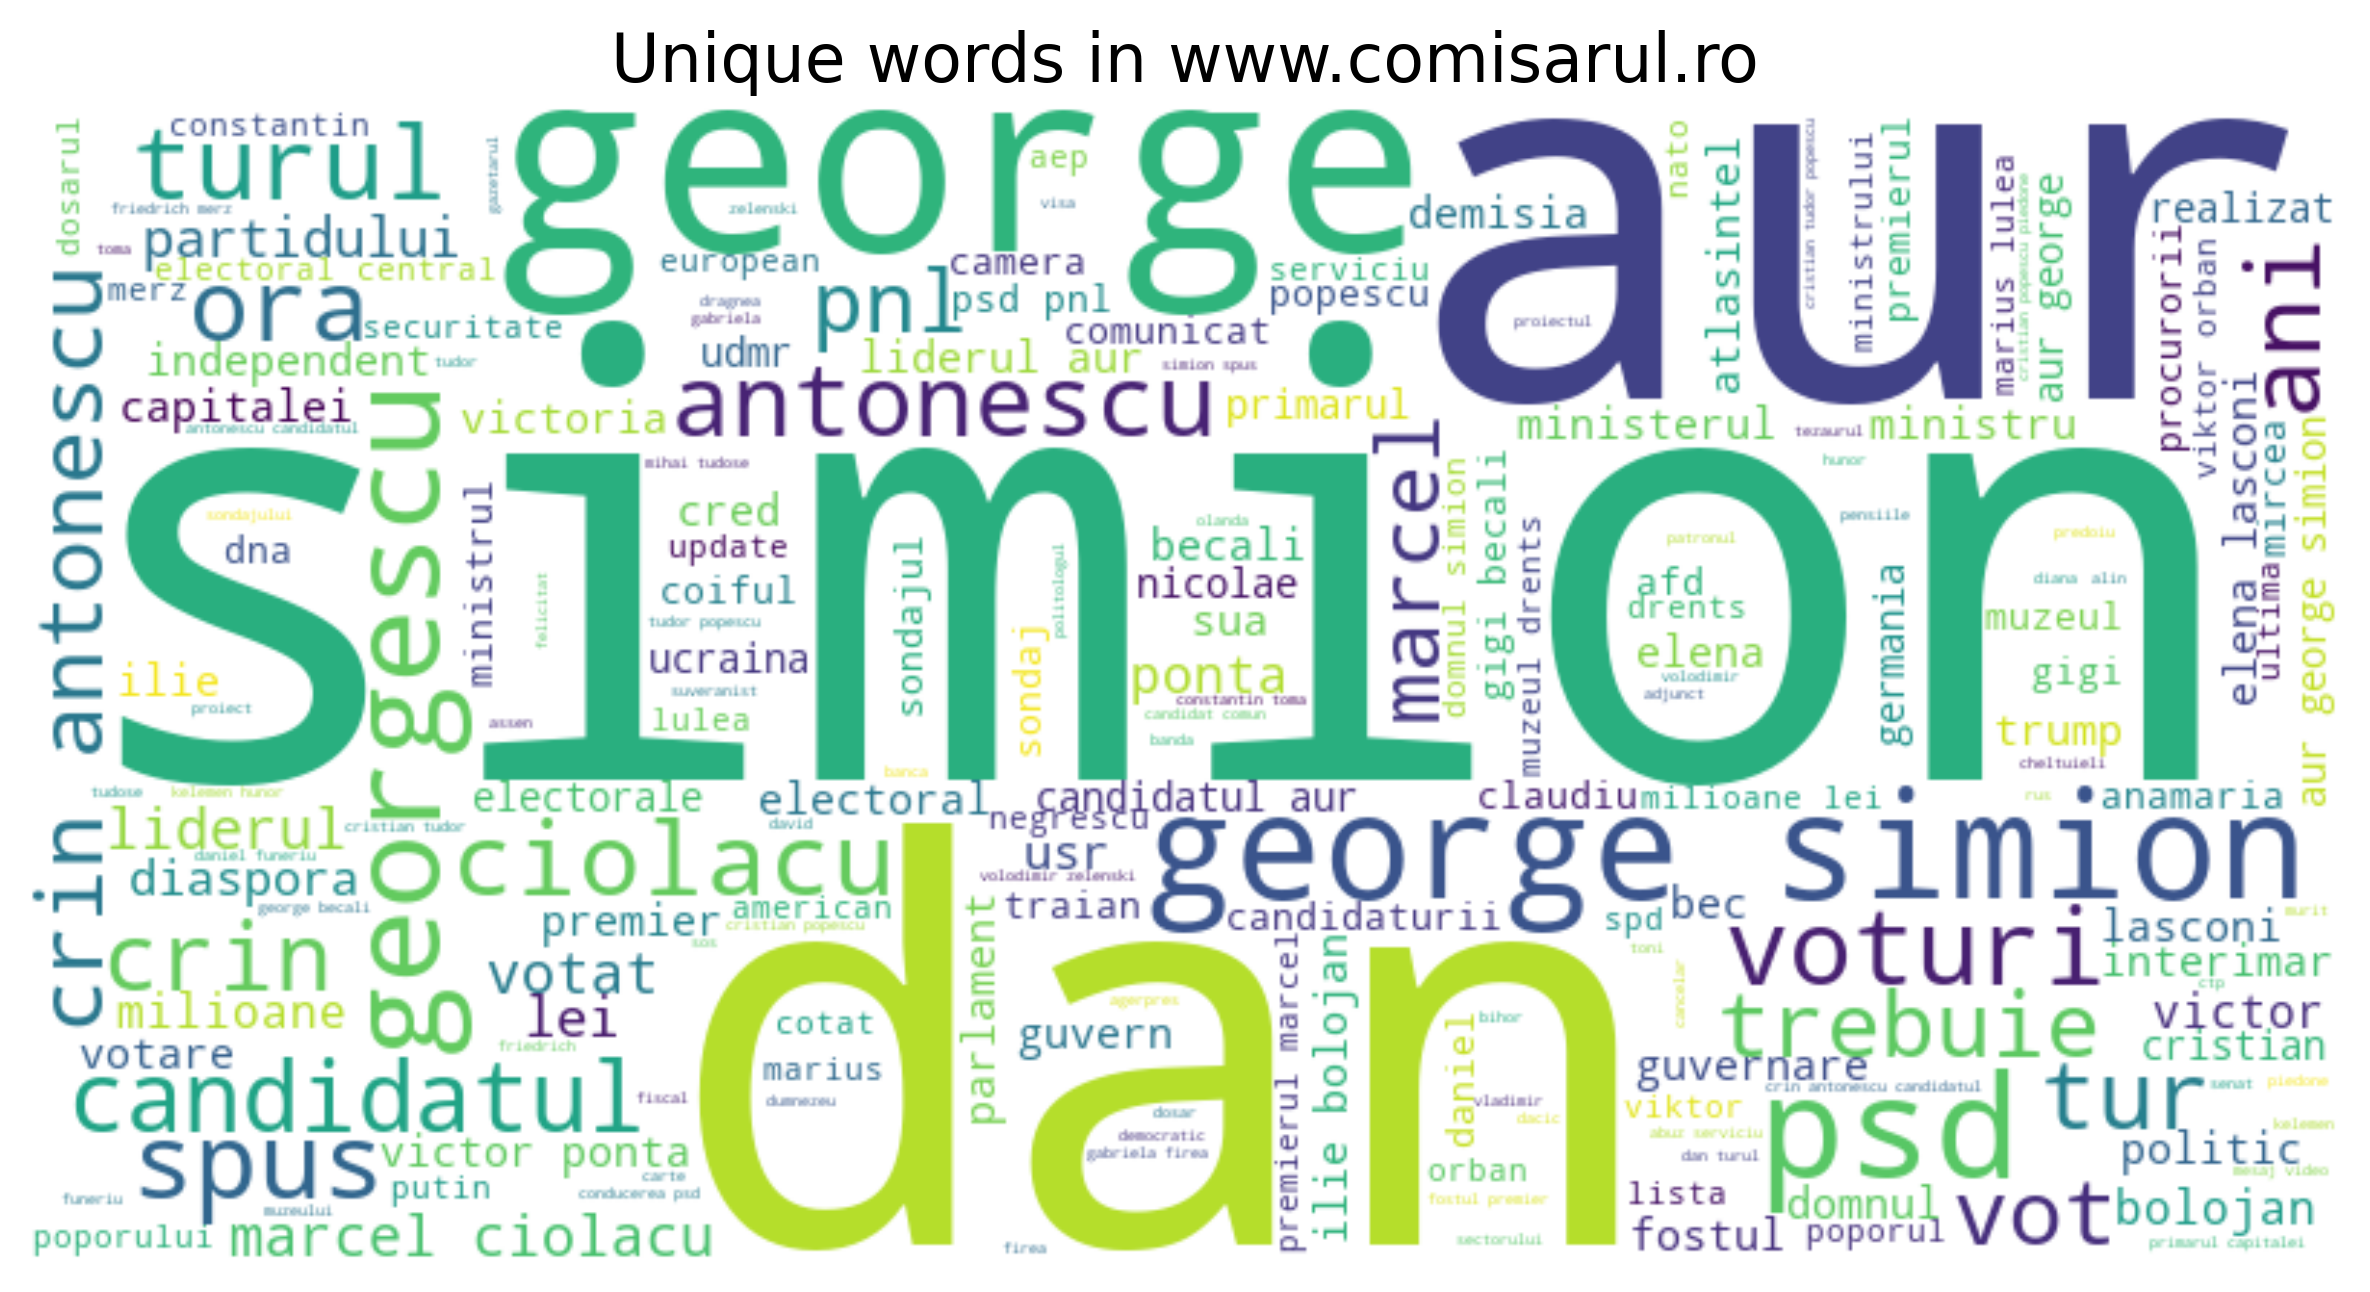 Unique words in www.comisarul.ro
constantin
turul
dosarul
gazetarul
george
aep
visa
zelenski
aur
nato
atlasintel
cristian tudor popescu
ministrului
premierul
marius lulea
cristian popescu piedone
aur george
realizat
demisia
friedrich merz
partidului
toma
electoral central
european
camera
serviciu
popescu
merz
ora
securitate
dragnea
gabriela
pnl
psd pnl
comunicat
proiectul
procurorii
viktor orban
ani
independent
tudor
udmr
liderul aur
simion spus
capitalei
antonescu candidatul
victoria
antonescu
primarul
ministerul
tezaurul
ministru
crin antonescu
georgescu
simion
mihai tudose
marcel
hunor
elena lasconi
mircea
ultima
aur george simion
sondajului
dna
ministrul
felicitat
cred
update
coiful
tudor popescu
ucraina
suveranist
lulea
sondajul
sondaj
politologul
olanda
becali
nicolae
sua
ponta
constantin toma
candidat comun
banda
domnul simion
gigi becali
muzeul drents
patronul
afd
drents
elena
volodimir
adjunct
pensiile
germania
predoiu
diana alin
muzeul
gigi
trump
cheltuieli
ilie
proiect
assen
banca
tudose
kelemen hunor
electorale
electoral
candidatul aur
claudiu
milioane lei
rus
anamaria
liderul
cristian tudor
david
negrescu
daniel funeriu
ciolacu
usr
george simion
diaspora
volodimir zelenski
george becali
premier
american
cristian popescu
sos
parlament
traian
candidaturii
spd
bec
lasconi
murit
crin
votat
dan
voturi
interimar
toni
cancelar
ctp
milioane
lei
agerpres
premierul marcel
ilie bolojan
trebuie
victor
votare
friedrich
cotat
guvern
daniel
bihor
cristian
guvernare
candidatul
marius
crin antonescu candidatul
tur
senat
piedone
fiscal
dumnezeu
dosar
vladimir
dacic
viktor
psd
kelemen
democratic
gabriela firea
abuz serviciu
dan turul
politic
spus
victor ponta
carte
orban
mesaj video
putin
conducerea psd
fostul premier
lista
domnul
vot
bolojan
funeriu
muzeului
poporului
marcel ciolacu
firea
sectorului
fostul
poporul
primarul capitalei